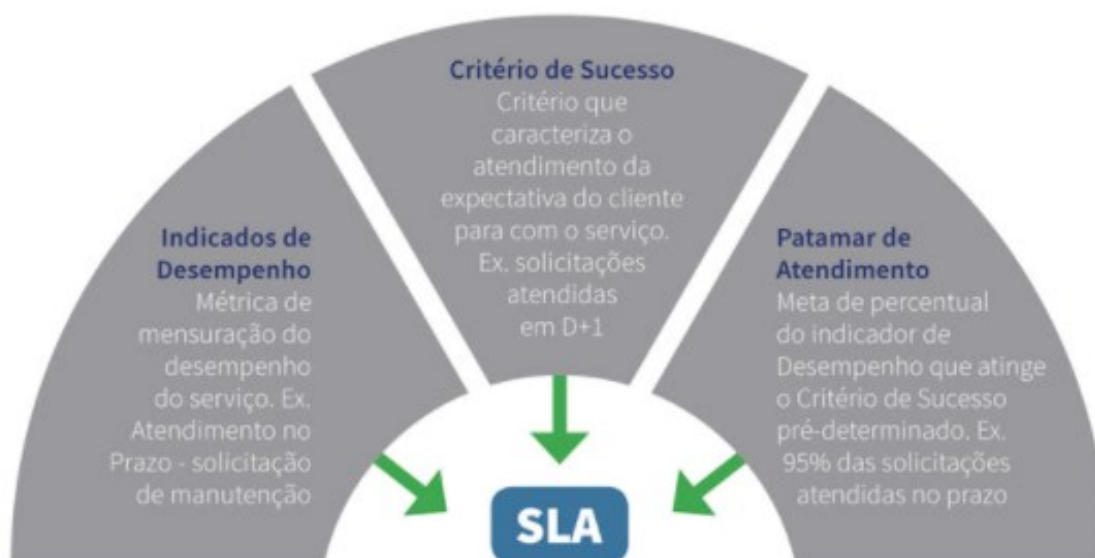 Indicados de
Desempenho
Métrica de
mensuração do
desempenho
do serviço. Ex.
Atendimento no
Prazo - solicitação
de manutenção
Critério de Sucesso
Critério que
caracteriza o
atendimento da
expectativa do cliente
para com o serviço.
Ex. solicitações
atendidas
em D+1
Patamar de
Atendimento
Meta de percentual
do indicador de
Desempenho que atinge
o Critério de Sucesso
pré-determinado. Ex.
95% das solicitações
atendidas no prazo
SLA